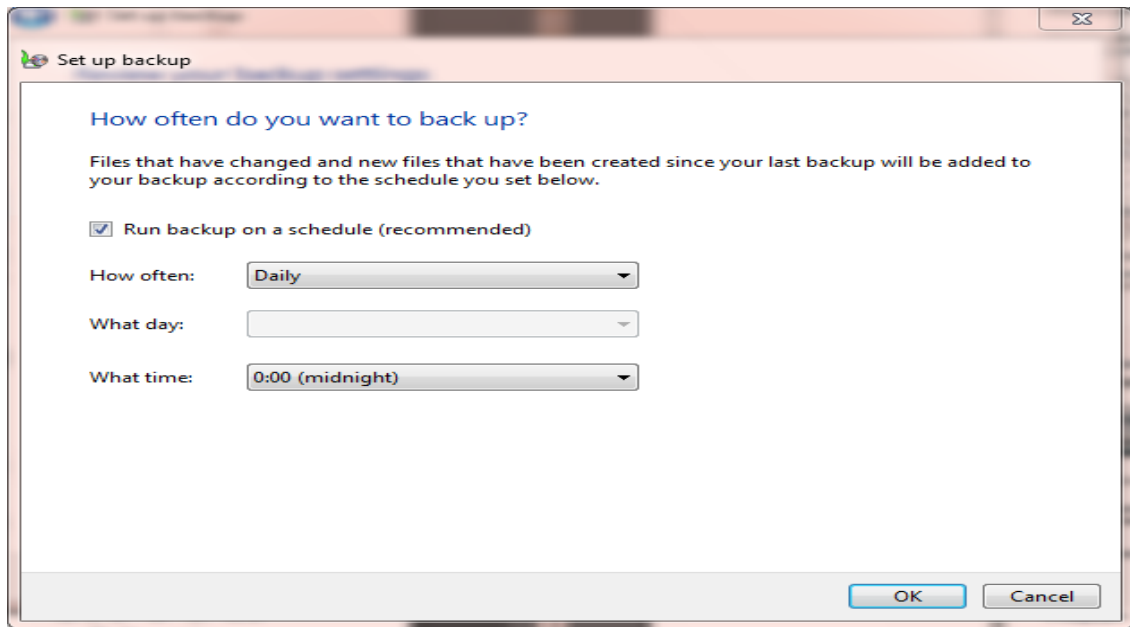 Set up backup
How often do you want to back up?
Files that have changed and new files that have been created since your last backup will be added to
your backup according to the schedule you set below.
Run backup on a schedule (recommended)
How often: Daily
What day:
What time: 0:00 (midnight)
OK Cancel